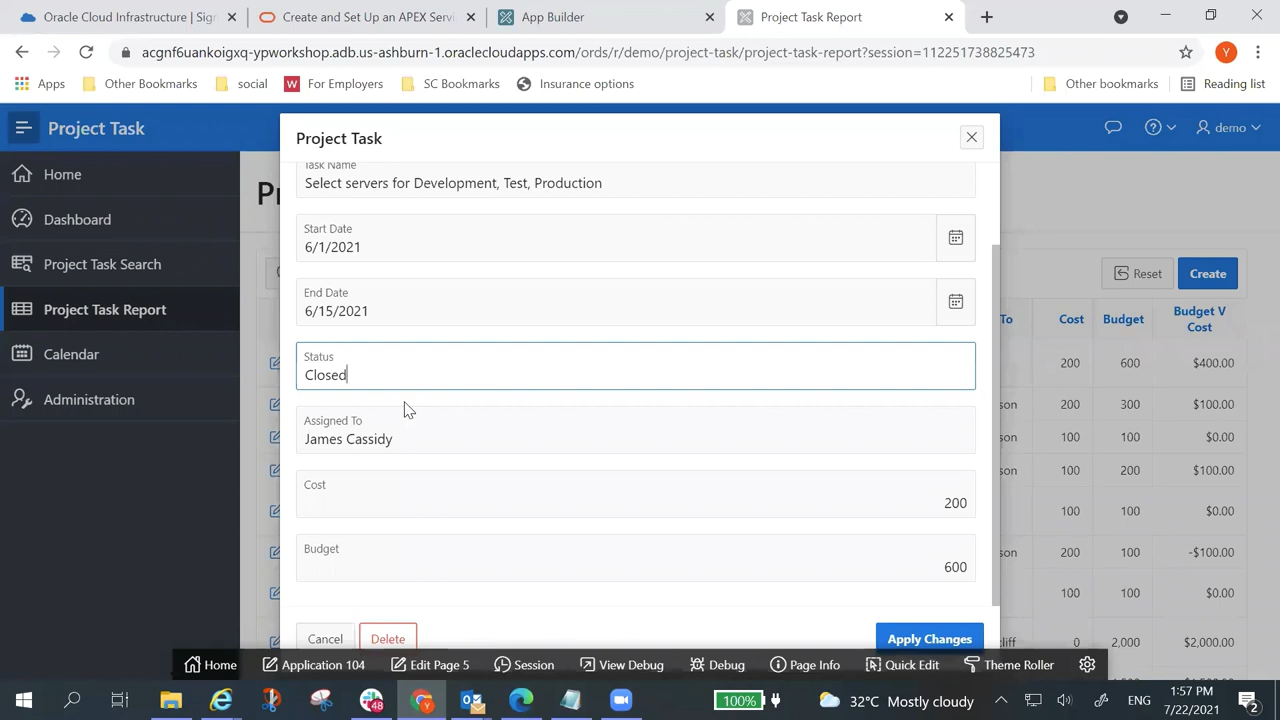 Oracle Cloud Infrastructure | Sig
Create and Set Up an APEX Servi
App Builder
Project Task Report
acgnf6uankoigxq-ypworkshop.adb.us-ashburn-1.oraclecloudapps.com/ords/r/demo/project-task/project-task-report?session=112251738825473
Y
Apps
Other Bookmarks
social
For Employers
SC Bookmarks
Insurance options
Other bookmarks
Reading list
Project Task
demo
Home
Dashboard
Project Task Search
Project Task Report
Calendar
Administration
Project Task
Task Name
Select servers for Development, Test, Production
Start Date
6/1/2021
End Date
6/15/2021
Status
Closed
Assigned To
James Cassidy
Cost
200
Budget
600
Cancel
Delete
Apply Changes
Reset
Create
To
Cost
Budget
Budget V
Cost
200 600 $400.00
son 200 300 $100.00
son 100 100 $0.00
son 100 200 $100.00
100 100 $0.00
son 200 100 -$100.00
100 100 $0.00
cliff 0 2,000 $2,000.00
Home
Application 104
Edit Page 5
Session
View Debug
Debug
Page Info
Quick Edit
Theme Roller
48
100%
32°C Mostly cloudy
ENG
1:57 PM
7/22/2021
2